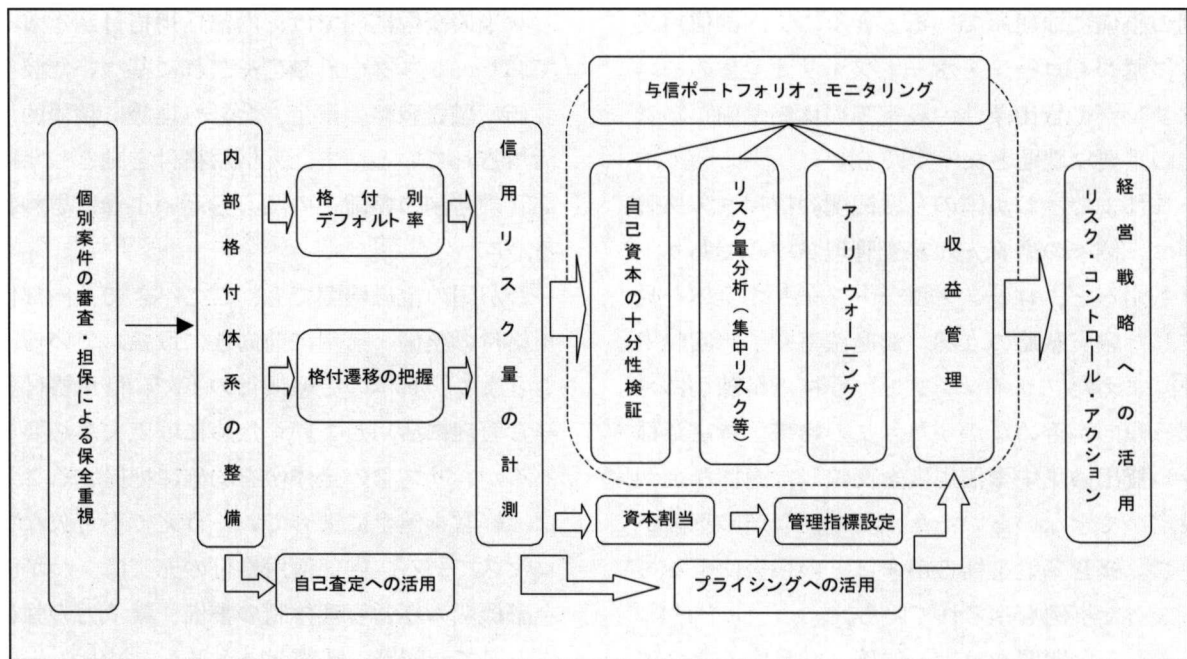 個別案件の審査 担保による保全重視
内部格付体系の整備
格付別
デフォルト率
格付遷移の把握
自己査定への活用
信用リスク量の計測
与信ポートフォリオ・モニタリング
自己資本の十分性検証
リスク量分析（集中リスク等）
アーリーウォーニング
収益管理
資本割当
管理指標設定
プライシングへの活用
経営戦略への活用
リスク・コントロール・アクション